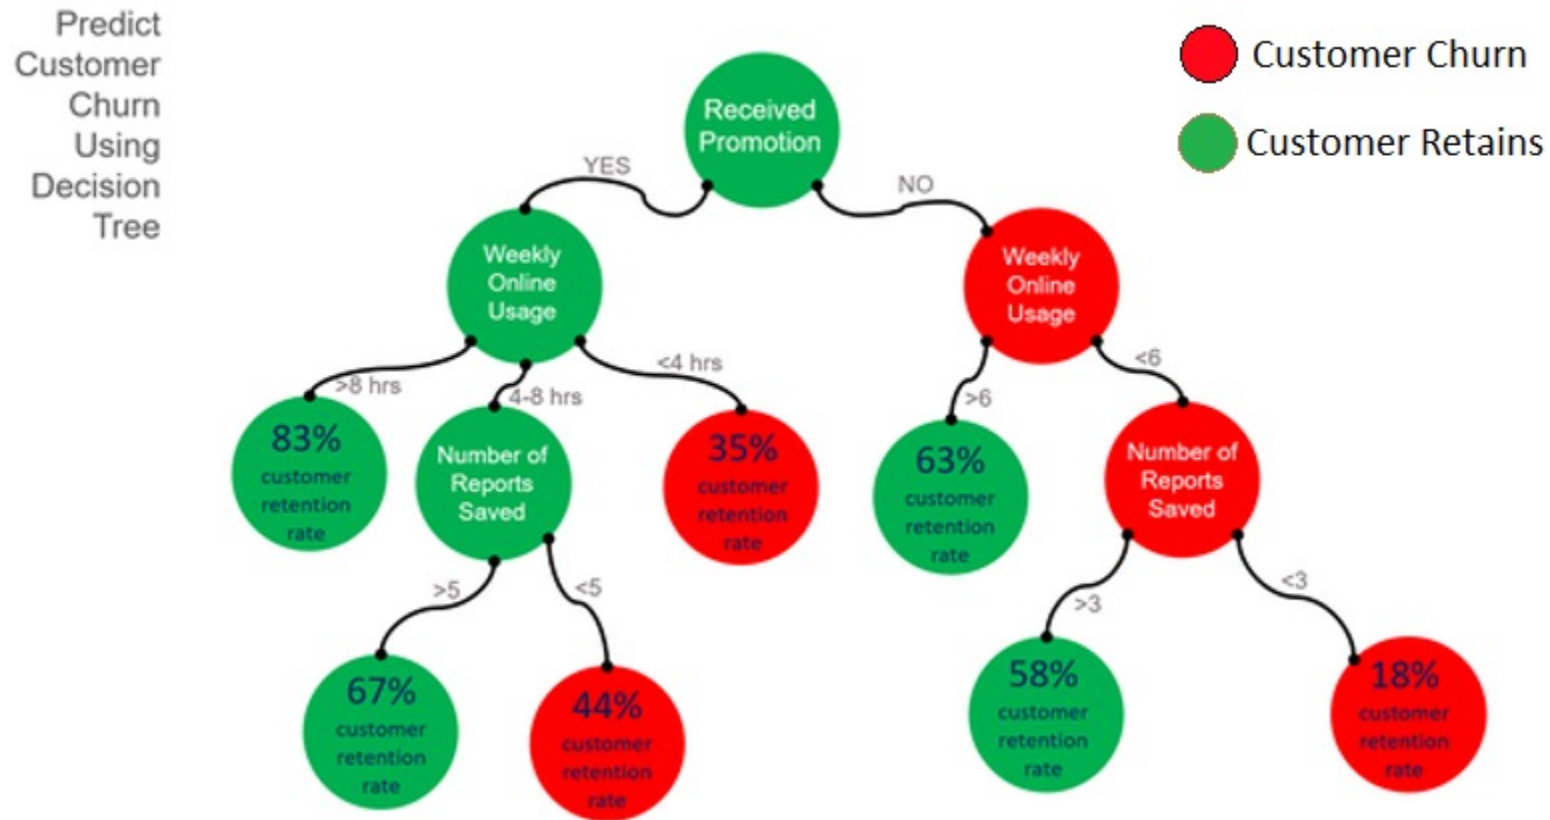 Predict
Customer
Churn
Using
Decision
Tree
Customer Churn
Customer Retains
Received
Promotion
YES
NO
Weekly
Online
Usage
Weekly
Online
Usage
>8 hrs
4-8 hrs
<4 hrs
>6
<6
83%
customer
retention
rate
Number of
Reports
Saved
35%
customer
retention
rate
63%
customer
retention
rate
Number of
Reports
Saved
>5
<5
>3
<3
67%
customer
retention
rate
44%
customer
retention
rate
58%
customer
retention
rate
18%
customer
retention
rate